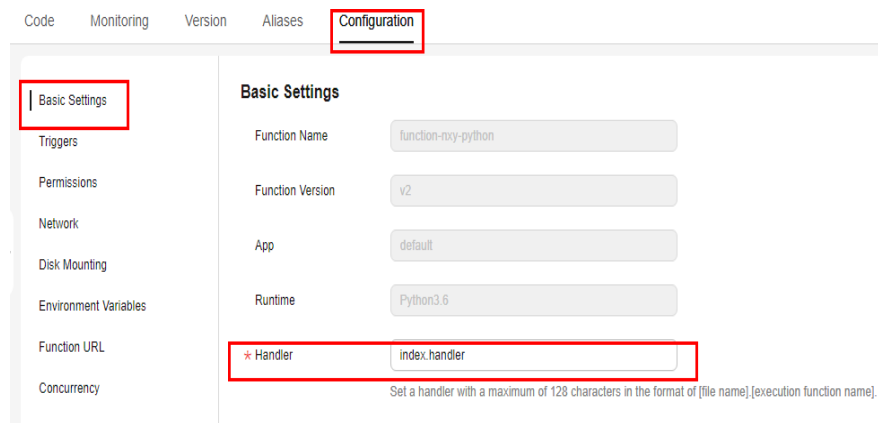 Code Monitoring Version Aliases Configuration
Basic Settings
Triggers
Permissions
Network
Disk Mounting
Environment Variables
Function URL
Concurrency
Basic Settings
Function Name function-nxy-python
Function Version v2
App default
Runtime Python3.6
* Handler index.handler
Set a handler with a maximum of 128 characters in the format of [file name].[execution function name].